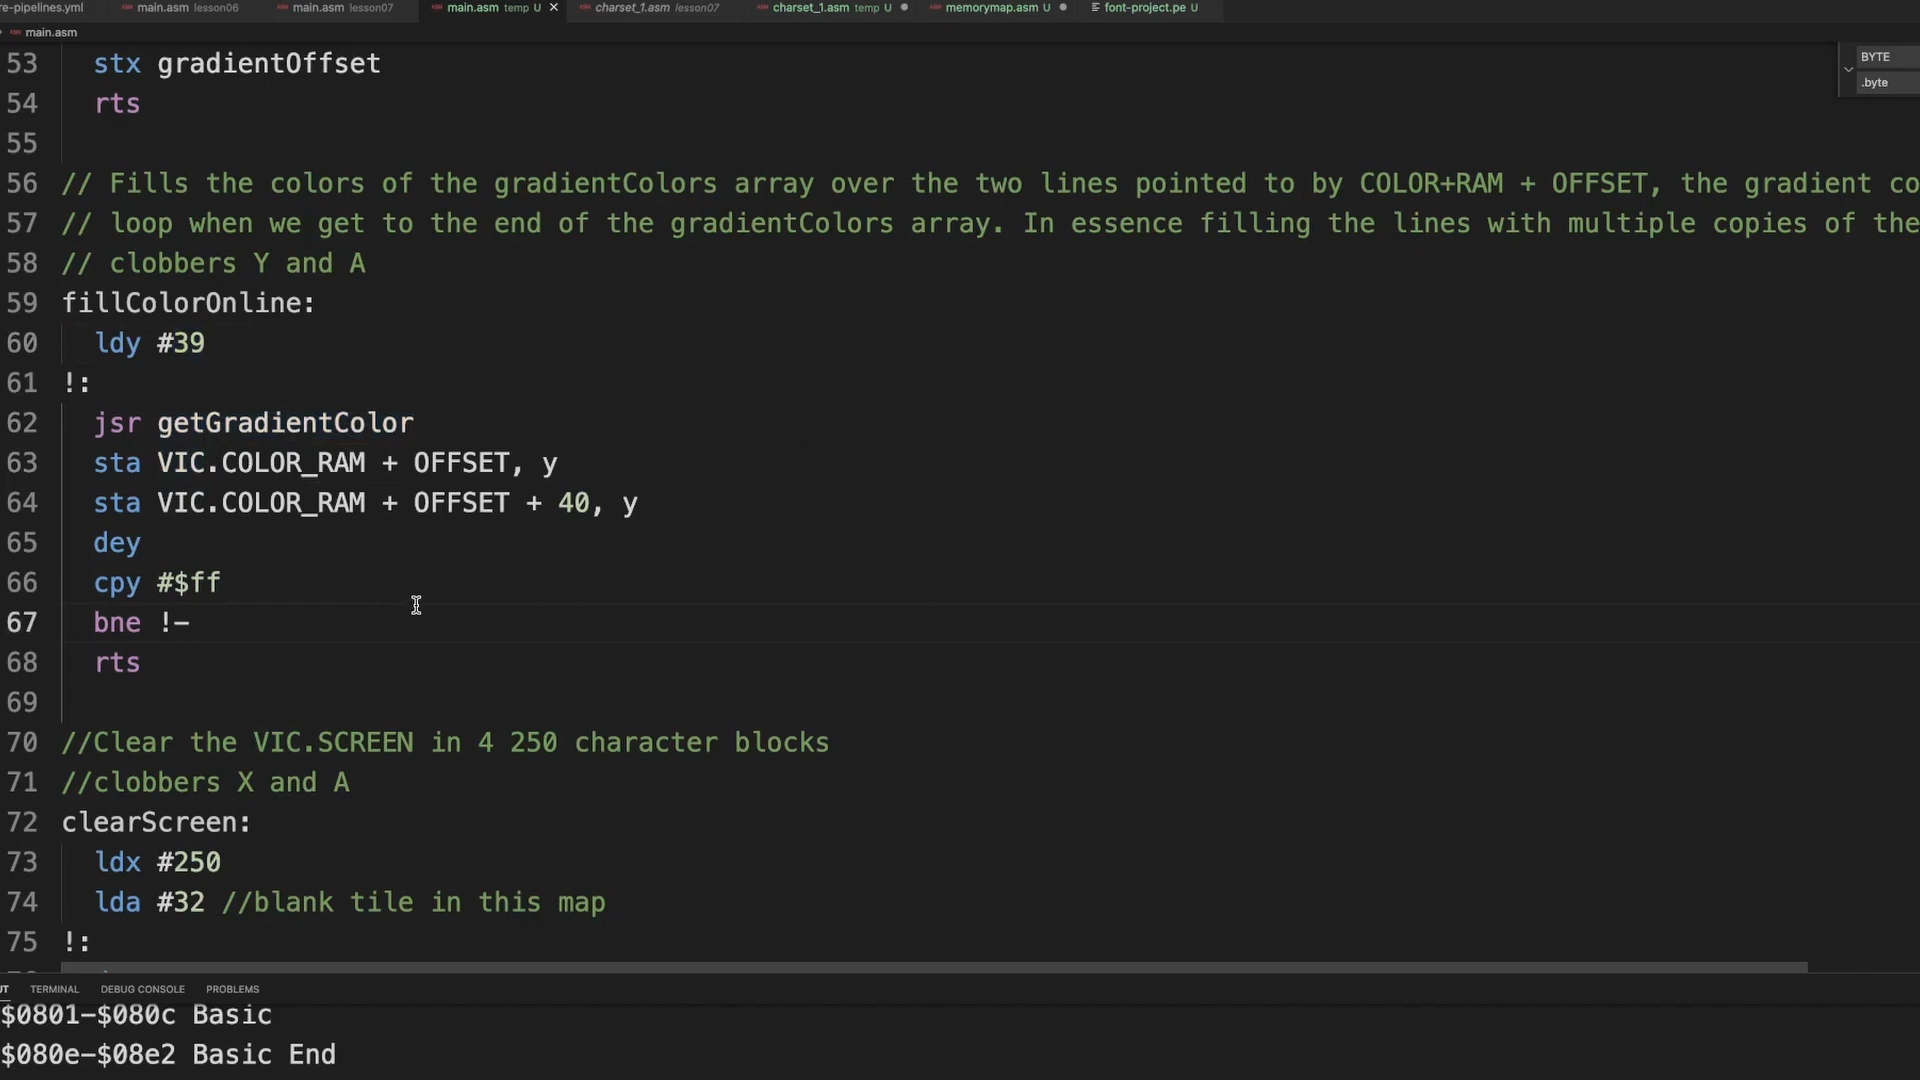 re-pipelines.yml main.asm lesson06 main.asm lesson07 main.asm temp U charset_1.asm lesson07 charset_1.asm temp U memorymap.asm U font-project.pe U
main.asm
BYTE
.byte
53 stx gradientOffset
54 rts
55
56 // Fills the colors of the gradientColors array over the two lines pointed to by COLOR+RAM + OFFSET, the gradient co
57 // loop when we get to the end of the gradientColors array. In essence filling the lines with multiple copies of the
58 // clobbers Y and A
59 fillColorOnline:
60 ldy #39
61 !:
62 jsr getGradientColor
63 sta VIC.COLOR_RAM + OFFSET, y
64 sta VIC.COLOR_RAM + OFFSET + 40, y
65 dey
66 cpy #$ff
67 bne !-
68 rts
69
70 //Clear the VIC.SCREEN in 4 250 character blocks
71 //clobbers X and A
72 clearScreen:
73 ldx #250
74 lda #32 //blank tile in this map
75 !:
UT TERMINAL DEBUG CONSOLE PROBLEMS
$0801-$080c Basic
$080e-$08e2 Basic End